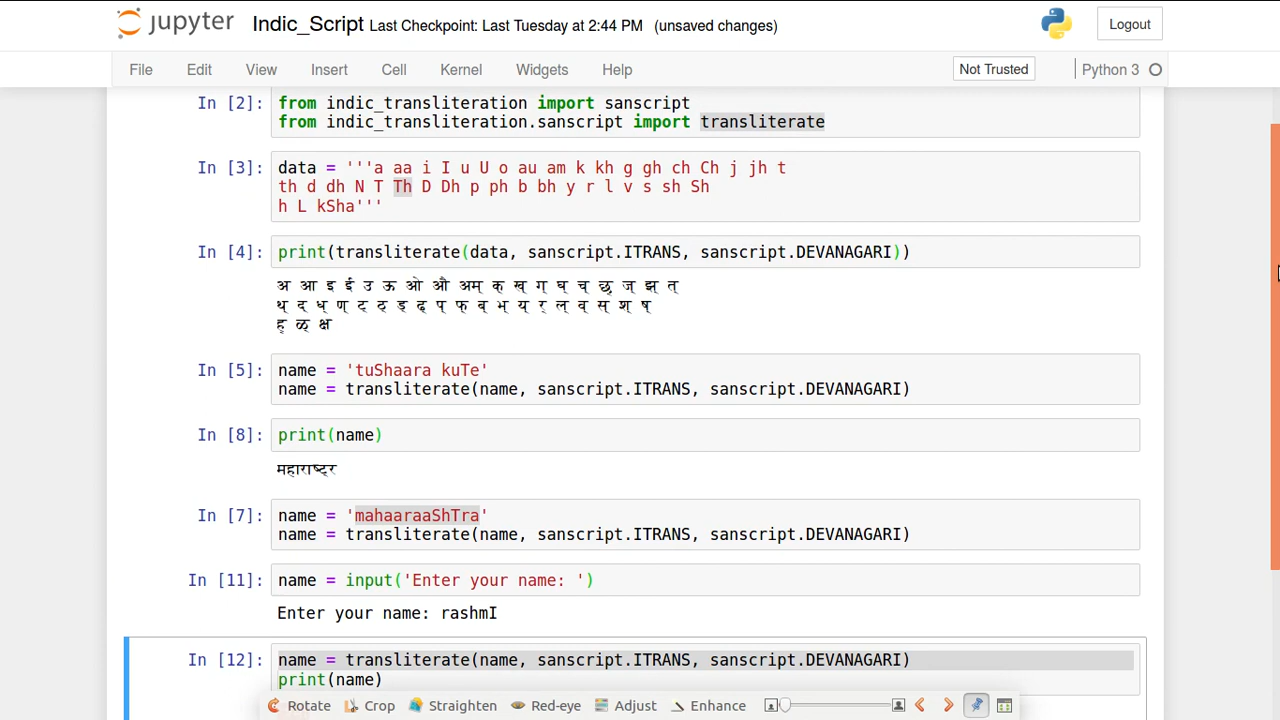 jupyter Indic_Script Last Checkpoint: Last Tuesday at 2:44 PM (unsaved changes) Logout
File Edit View Insert Cell Kernel Widgets Help Not Trusted Python 3
In [2]: from indic_transliteration import sanscript
from indic_transliteration.sanscript import transliterate
In [3]: data = '''a aa i I u U o au am k kh g gh ch Ch j jh t
th d dh N T Th D Dh p ph b bh y r l v s sh Sh
h L kSha'''
In [4]: print(transliterate(data, sanscript.ITRANS, sanscript.DEVANAGARI))
अ आ इ ई उ ऊ ओ औ अम् क् ख् ग् घ् च् छ् ज् झ् त्
थ् द् ध् ण् ट् ठ् ड् ढ् प् फ् ब् भ् य् र् ल् व् स् श् ष्
ह् ळ् क्ष
In [5]: name = 'tuShaara kuTe'
name = transliterate(name, sanscript.ITRANS, sanscript.DEVANAGARI)
In [8]: print(name)
महाराष्ट्र
In [7]: name = 'mahaaraaShTra'
name = transliterate(name, sanscript.ITRANS, sanscript.DEVANAGARI)
In [11]: name = input('Enter your name: ')
Enter your name: rashmI
In [12]: name = transliterate(name, sanscript.ITRANS, sanscript.DEVANAGARI)
print(name)
Rotate Crop Straighten Red-eye Adjust Enhance